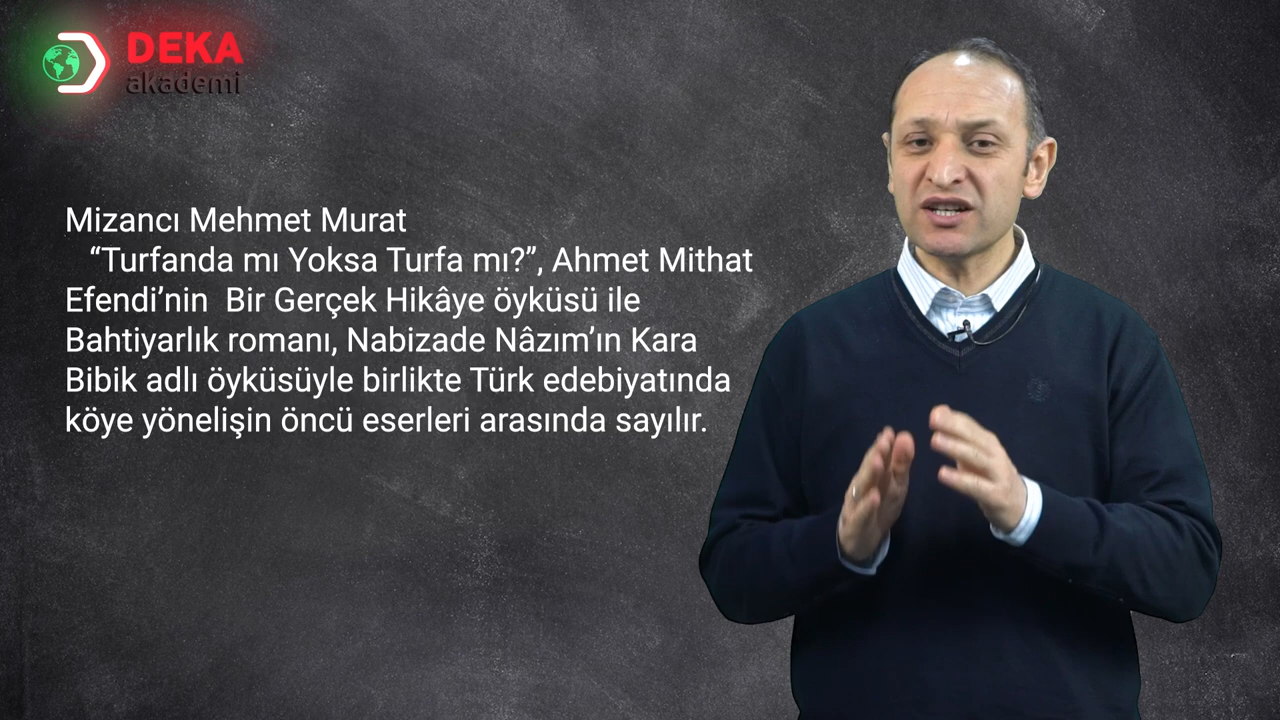 DEKA
akademi
Mizancı Mehmet Murat
“Turfanda mı Yoksa Turfa mı?”, Ahmet Mithat
Efendi’nin Bir Gerçek Hikâye öyküsü ile
Bahtiyarlık romanı, Nabizade Nâzım’ın Kara
Bibik adlı öyküsüyle birlikte Türk edebiyatında
köye yönelişin öncü eserleri arasında sayılır.